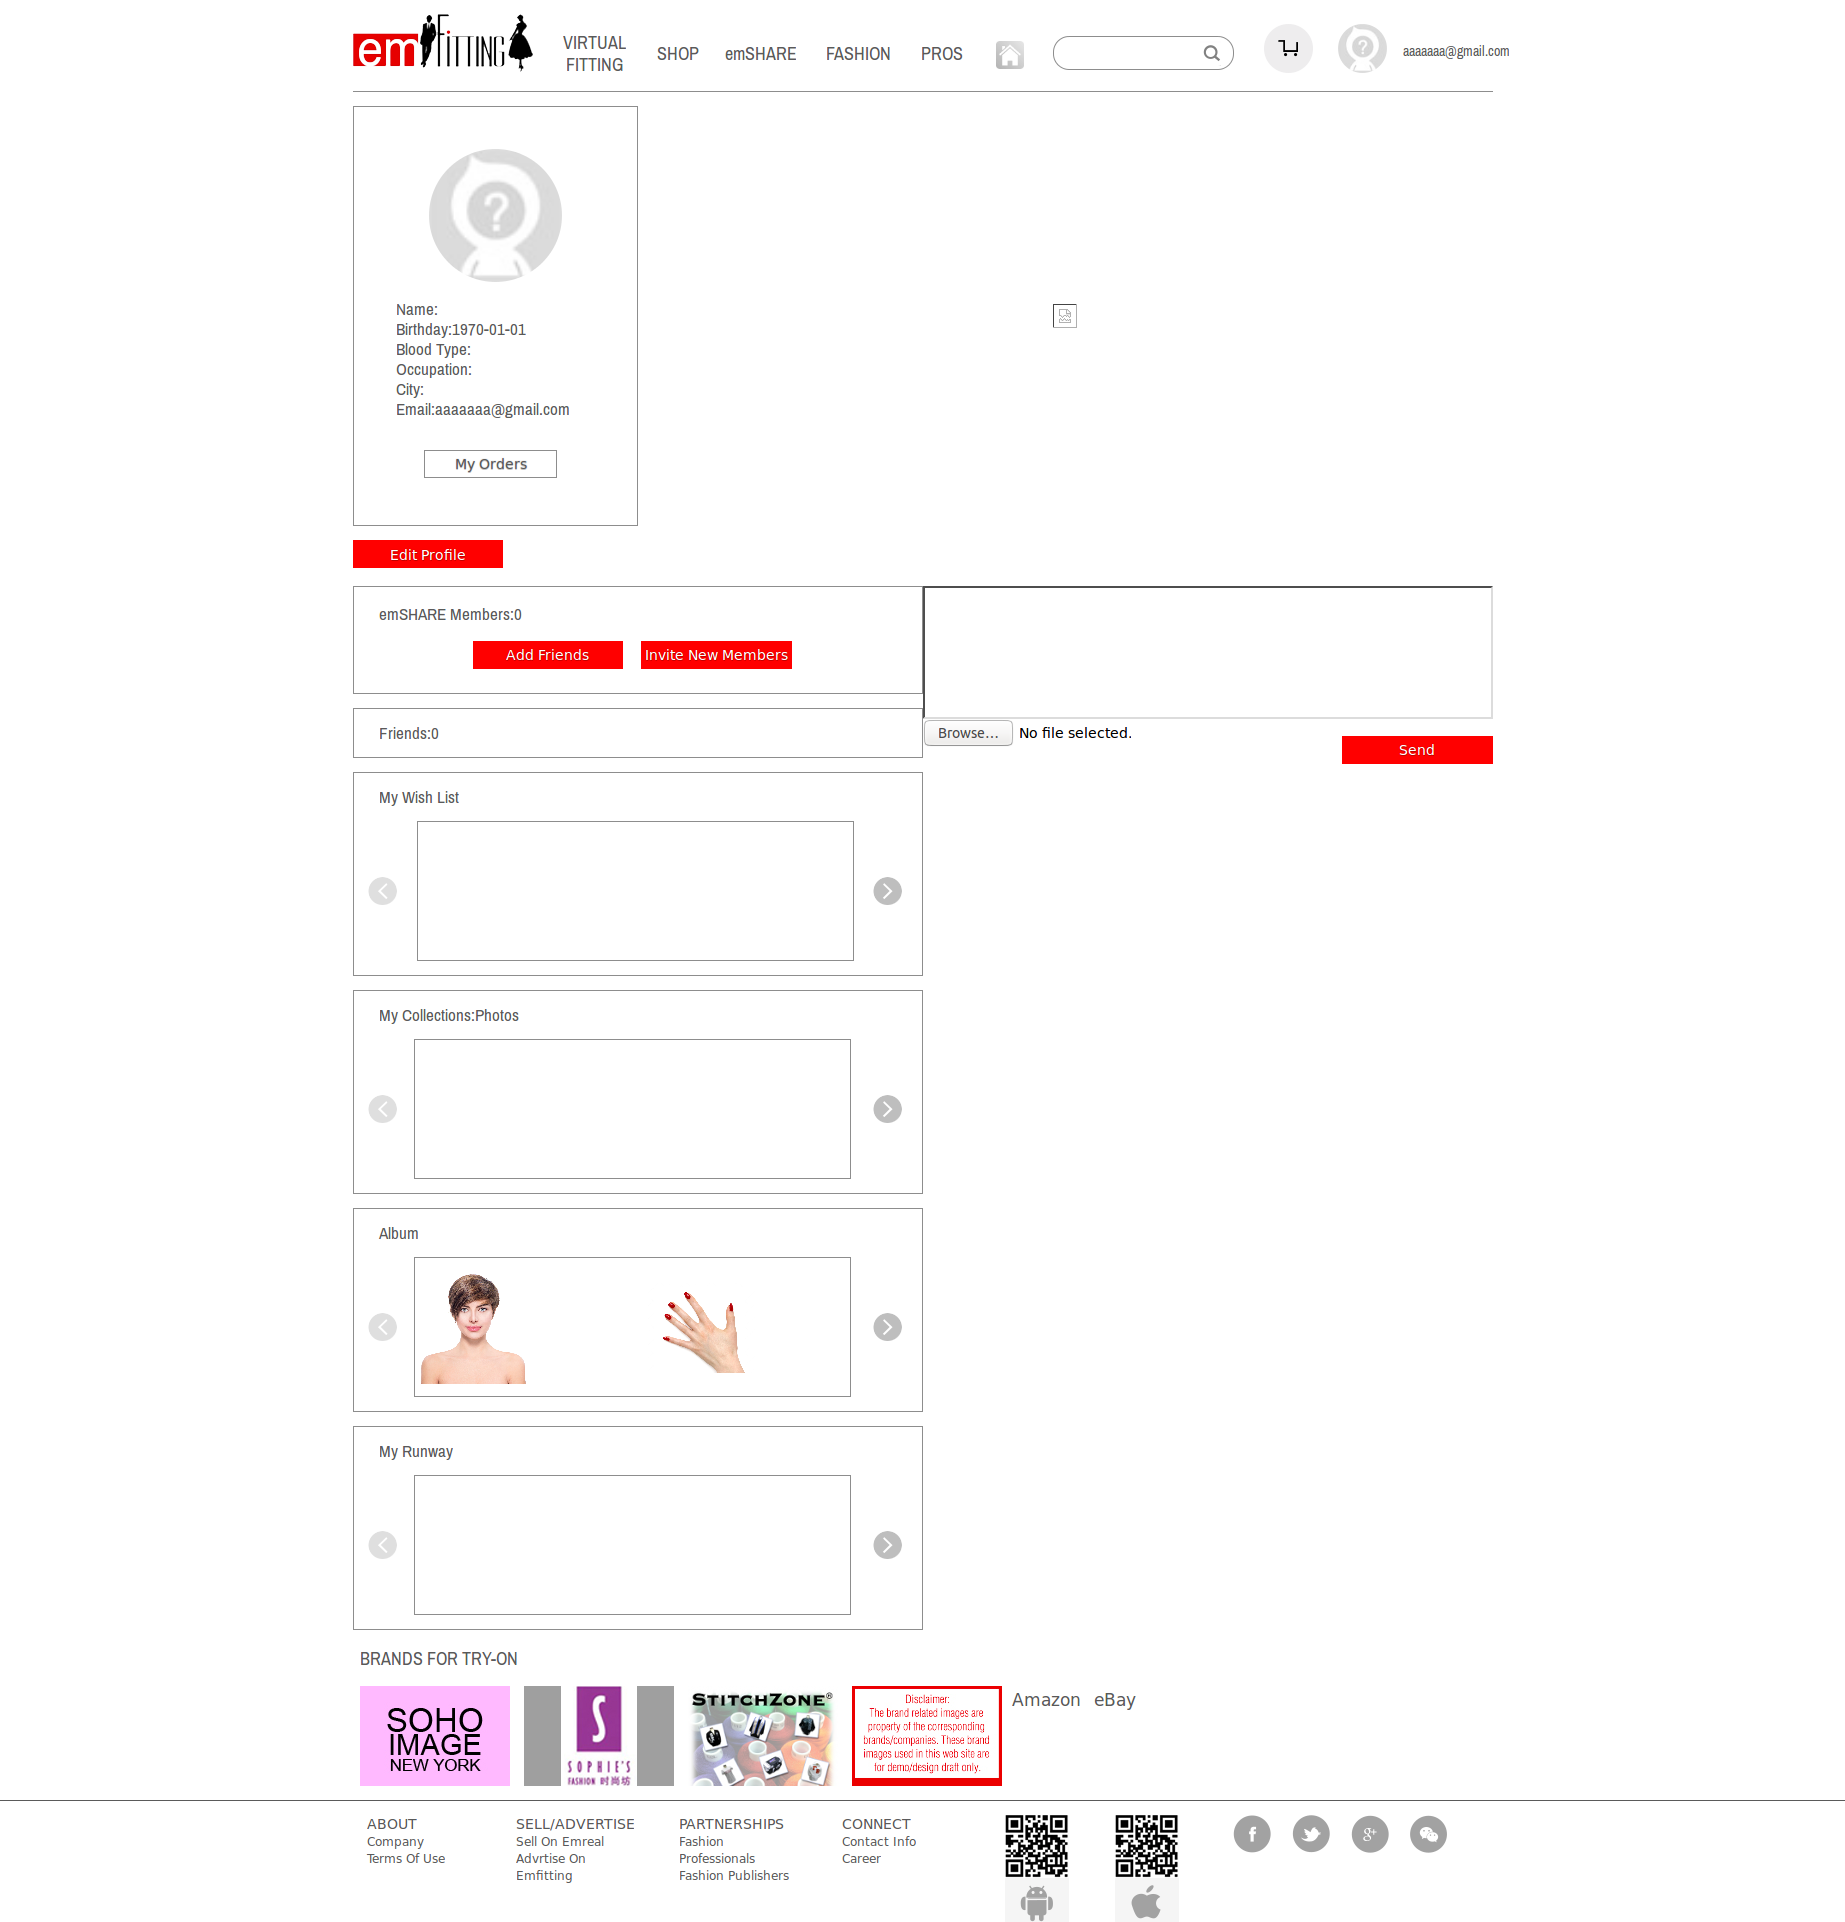 em FITTING
VIRTUAL
FITTING
SHOP
emSHARE
FASHION
PROS
aaaaaaa@gmail.com
Name:
Birthday:1970-01-01
Blood Type:
Occupation:
City:
Email:aaaaaaa@gmail.com
My Orders
Edit Profile
emSHARE Members:0
Add Friends
Invite New Members
Friends:0
Browse...
No file selected.
Send
My Wish List
My Collections:Photos
Album
My Runway
BRANDS FOR TRY-ON
SOHO
IMAGE
NEW YORK
S
SOPHIE'S
FASHION 时尚坊
STITCHZONE®
Disclaimer:
The brand related images are
property of the corresponding
brands/companies. These brand
images used in this web site are
for demo/design draft only.
Amazon
eBay
ABOUT
Company
Terms Of Use
SELL/ADVERTISE
Sell On Emreal
Advrtise On
Emfitting
PARTNERSHIPS
Fashion
Professionals
Fashion Publishers
CONNECT
Contact Info
Career